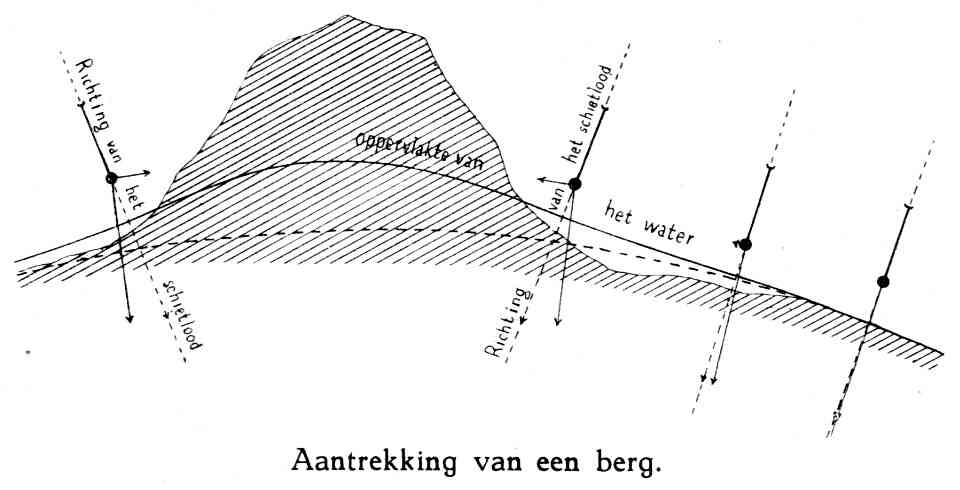 Richting van het schietlood
oppervlakte van het water
Richting van het schietlood
Aantrekking van een berg.